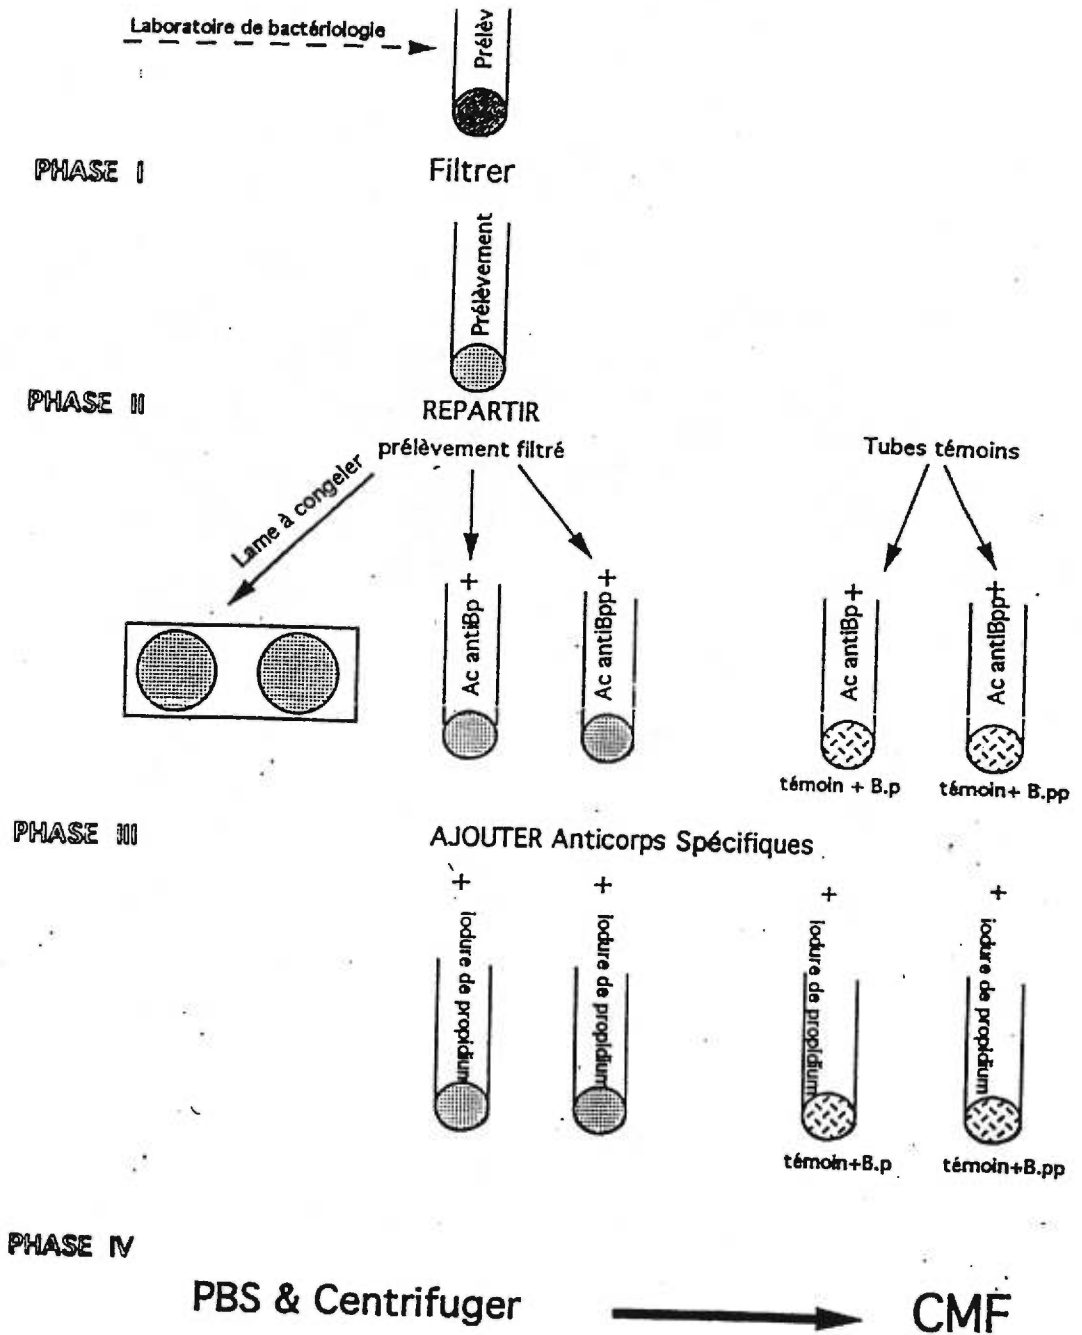 Laboratoire de bactériologie
Prélèv
PHASE I
Filtrer
Prélèvement
PHASE II
REPARTIR
prélèvement filtré
Tubes témoins
Lame à congeler
Ac antiBp +
Ac antiBpp+
Ac antiBp+
Ac antiBpp+
témoin + B.p
témoin+ B.pp
PHASE III
AJOUTER Anticorps Spécifiques
+
+
+
+
Iodure de propidium
Iodure de propidium
iodure de propidium
iodure de propidium
témoin+B.p
témoin+B.pp
PHASE IV
PBS & Centrifuger
CMF